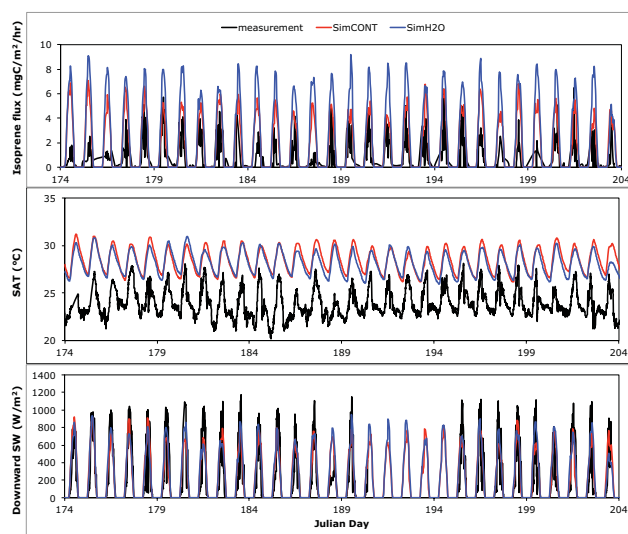 measurement SimCONT SimH2O
Isoprene flux (mgC/m²/hr)
10
8
6
4
2
0
174 179 184 189 194 199 204
SAT (°C)
35
30
25
20
174 179 184 189 194 199 204
Downward SW (W/m²)
1400
1200
1000
800
600
400
200
0
174 179 184 189 194 199 204
Julian Day